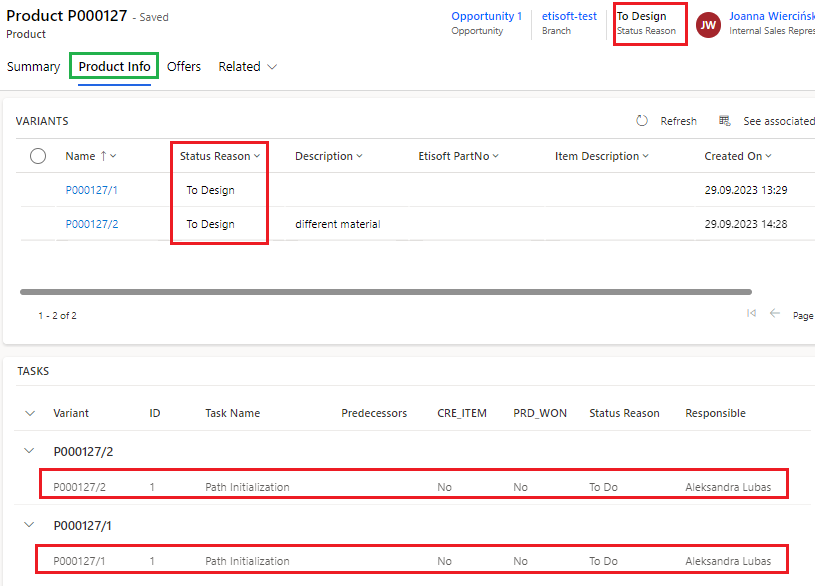 Product P000127 - Saved
Product
Opportunity 1
Opportunity
etisoft-test
Branch
To Design
Status Reason
JW
Joanna Wiercińsk
Internal Sales Repres
Summary Product Info Offers Related
VARIANTS
Refresh See associated
Name ↑ Status Reason Description Etisoft PartNo Item Description Created On
P000127/1 To Design 29.09.2023 13:29
P000127/2 To Design different material 29.09.2023 14:28
1 - 2 of 2
Page
TASKS
Variant ID Task Name Predecessors CRE_ITEM PRD_WON Status Reason Responsible
P000127/2
P000127/2 1 Path Initialization No No To Do Aleksandra Lubas
P000127/1
P000127/1 1 Path Initialization No No To Do Aleksandra Lubas